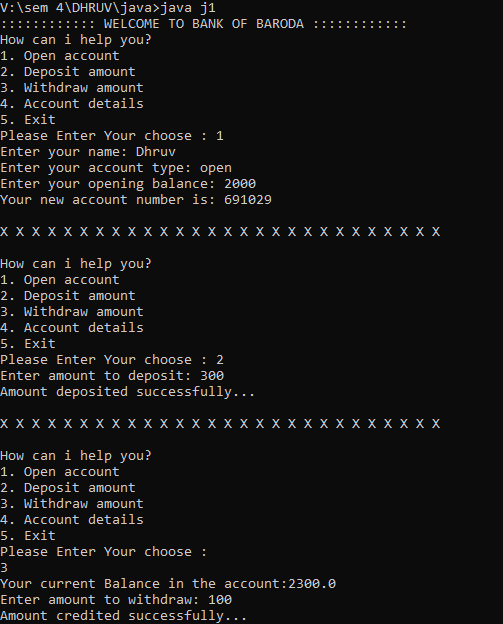 V:\sem 4\DHRUV\java>java j1
:::::::::::: WELCOME TO BANK OF BARODA ::::::::::::
How can i help you?
1. Open account
2. Deposit amount
3. Withdraw amount
4. Account details
5. Exit
Please Enter Your choose : 1
Enter your name: Dhruv
Enter your account type: open
Enter your opening balance: 2000
Your new account number is: 691029
X X X X X X X X X X X X X X X X X X X X X X X X X X X X
How can i help you?
1. Open account
2. Deposit amount
3. Withdraw amount
4. Account details
5. Exit
Please Enter Your choose : 2
Enter amount to deposit: 300
Amount deposited successfully...
X X X X X X X X X X X X X X X X X X X X X X X X X X X X
How can i help you?
1. Open account
2. Deposit amount
3. Withdraw amount
4. Account details
5. Exit
Please Enter Your choose :
3
Your current Balance in the account:2300.0
Enter amount to withdraw: 100
Amount credited successfully...